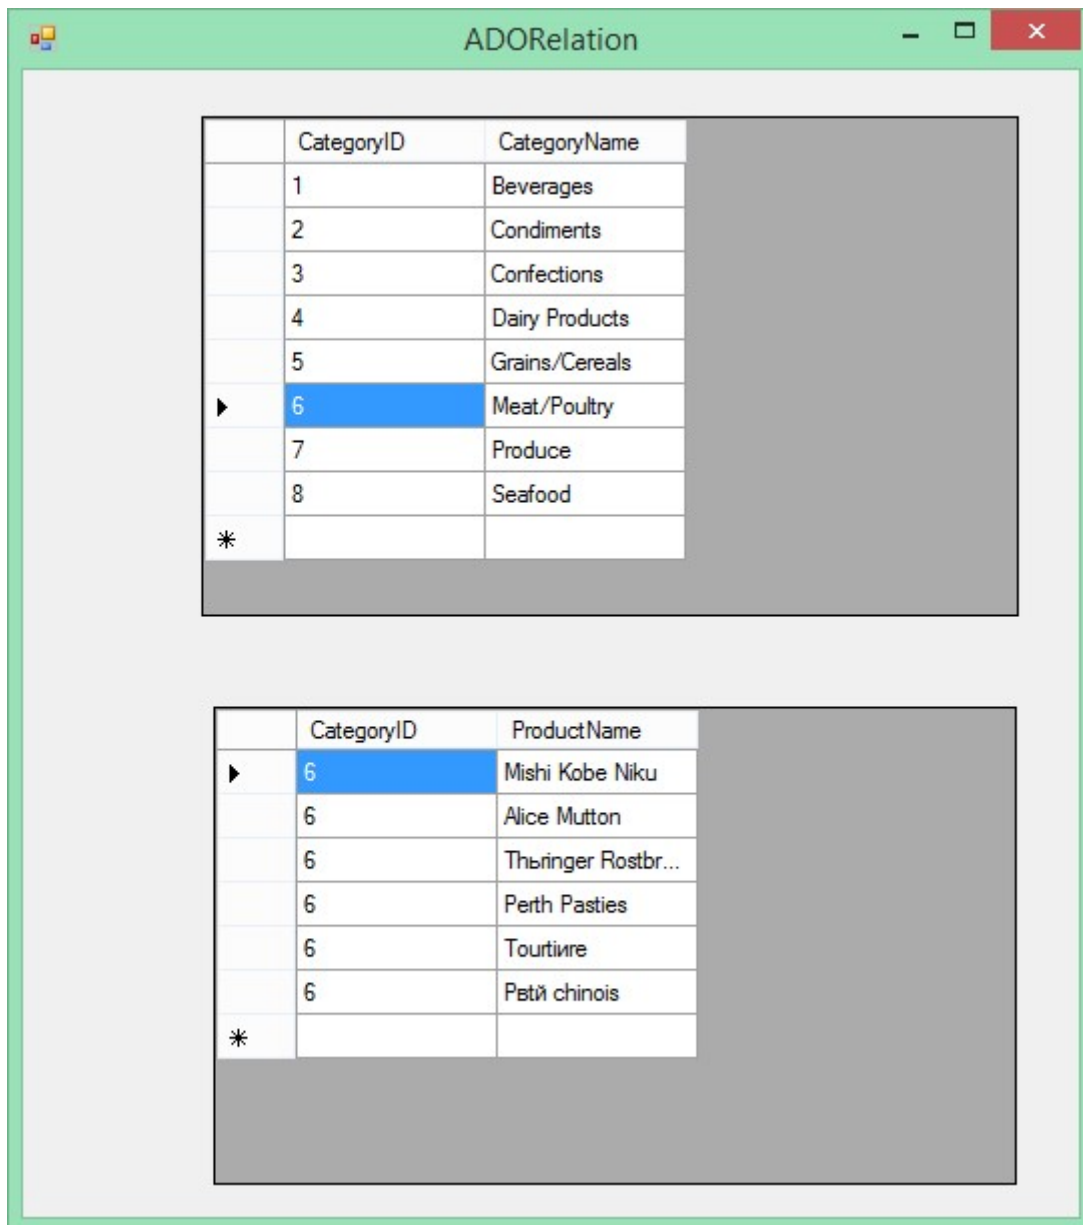 ADORelation
CategoryID CategoryName
1 Beverages
2 Condiments
3 Confections
4 Dairy Products
5 Grains/Cereals
6 Meat/Poultry
7 Produce
8 Seafood
CategoryID ProductName
6 Mishi Kobe Niku
6 Alice Mutton
6 Thьringer Rostbr...
6 Perth Pasties
6 Tourtiиre
6 Pвtй chinois